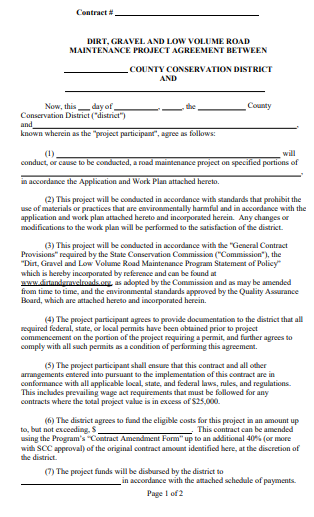 Contract # ____________________
DIRT, GRAVEL AND LOW VOLUME ROAD
MAINTENANCE PROJECT AGREEMENT BETWEEN
____________ COUNTY CONSERVATION DISTRICT
AND
____________________
Now, this ___ day of ________, ____, the ________ County
Conservation District ("district")
and____________________,
known wherein as the "project participant", agree as follows:
(1) ____________________ will
conduct, or cause to be conducted, a road maintenance project on specified portions of
____________________,
in accordance the Application and Work Plan attached hereto.
(2) This project will be conducted in accordance with standards that prohibit the
use of materials or practices that are environmentally harmful and in accordance with the
application and work plan attached hereto and incorporated herein. Any changes or
modifications to the work plan will be performed to the satisfaction of the district.
(3) This project will be conducted in accordance with the "General Contract
Provisions" required by the State Conservation Commission ("Commission"), the
"Dirt, Gravel and Low Volume Road Maintenance Program Statement of Policy"
which is hereby incorporated by reference and can be found at
www.dirtandgravelroads.org, as adopted by the Commission and as may be amended
from time to time, and the environmental standards approved by the Quality Assurance
Board, which are attached hereto and incorporated herein.
(4) The project participant agrees to provide documentation to the district that all
required federal, state, or local permits have been obtained prior to project
commencement on the portion of the project requiring a permit, and further agrees to
comply with all such permits as a condition of performing this agreement.
(5) The project participant shall ensure that this contract and other
arrangements entered into pursuant to the implementation of this contract are in
conformance with all applicable local, state, and federal laws, rules, and regulations.
This includes prevailing wage act requirements that must be followed for any
contracts where the total project value is in excess of $25,000.
(6) The district agrees to fund the eligible costs for this project in an amount up
to, but not exceeding, $ ____________________. This contract can be amended
using the Program's "Contract Amendment Form" up to an additional 40% (or more
with SCC approval) of the original contract amount identified here, at the discretion of
the district.
(7) The project funds will be disbursed by the district to
____________________ in accordance with the attached schedule of payments.
Page 1 of 2